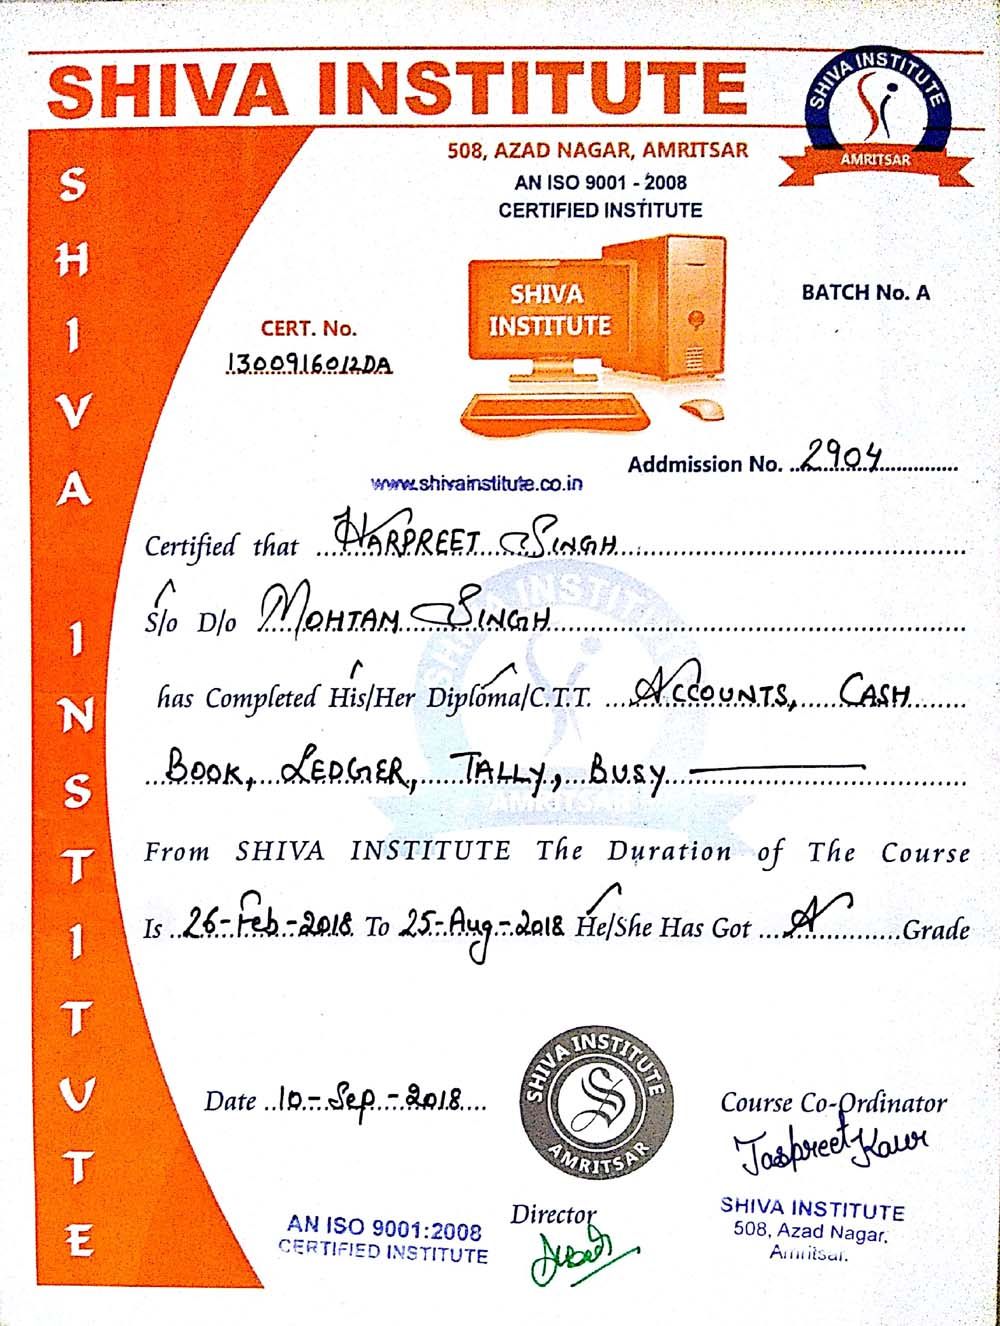 SHIVA INSTITUTE
SHIVA INSTITUTE
AMRITSAR
508, AZAD NAGAR, AMRITSAR
AN ISO 9001 - 2008
CERTIFIED INSTITUTE
SHIVA INSTITUTE
SHIVA
INSTITUTE
BATCH No. A
CERT. No.
1300916012DA
Addmission No. 2904
www.shivainstitute.co.in
Certified that HARPREET SINGH
S/o D/o MOHTAM SINGH
has Completed His/Her Diploma/C.T.T. ACCOUNTS, CASH
BOOK, LEDGER, TALLY, BUSY
SHIVA INSTITUTE
AMRITSAR
From SHIVA INSTITUTE The Duration of The Course
Is 26-Feb-2018 To 25-Aug-2018 He/She Has Got A Grade
Date 10-Sep-2018
SHIVA INSTITUTE
AMRITSAR
Course Co-Ordinator
Jaspreet Kaur
Director
SHIVA INSTITUTE
508, Azad Nagar,
Amritsar.
AN ISO 9001:2008
CERTIFIED INSTITUTE